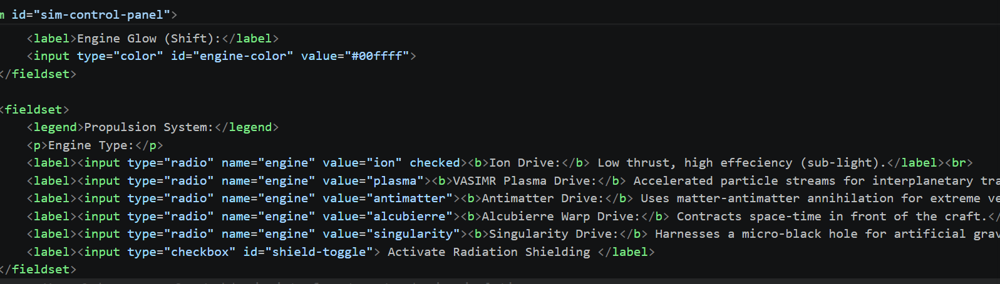 m id="sim-control-panel">
<label>Engine Glow (Shift):</label>
<input type="color" id="engine-color" value="#00ffff">
</fieldset>
<fieldset>
<legend>Propulsion System:</legend>
<p>Engine Type:</p>
<label><input type="radio" name="engine" value="ion" checked><b>Ion Drive:</b> Low thrust, high effeciency (sub-light).</label><br>
<label><input type="radio" name="engine" value="plasma"><b>VASIMR Plasma Drive:</b> Accelerated particle streams for interplanetary tra
<label><input type="radio" name="engine" value="antimatter"><b>Antimatter Drive:</b> Uses matter-antimatter annihilation for extreme ve
<label><input type="radio" name="engine" value="alcubierre"><b>Alcubierre Warp Drive:</b> Contracts space-time in front of the craft.</
<label><input type="radio" name="engine" value="singularity"><b>Singularity Drive:</b> Harnesses a micro-black hole for artificial grav
<label><input type="checkbox" id="shield-toggle"> Activate Radiation Shielding </label>
</fieldset>